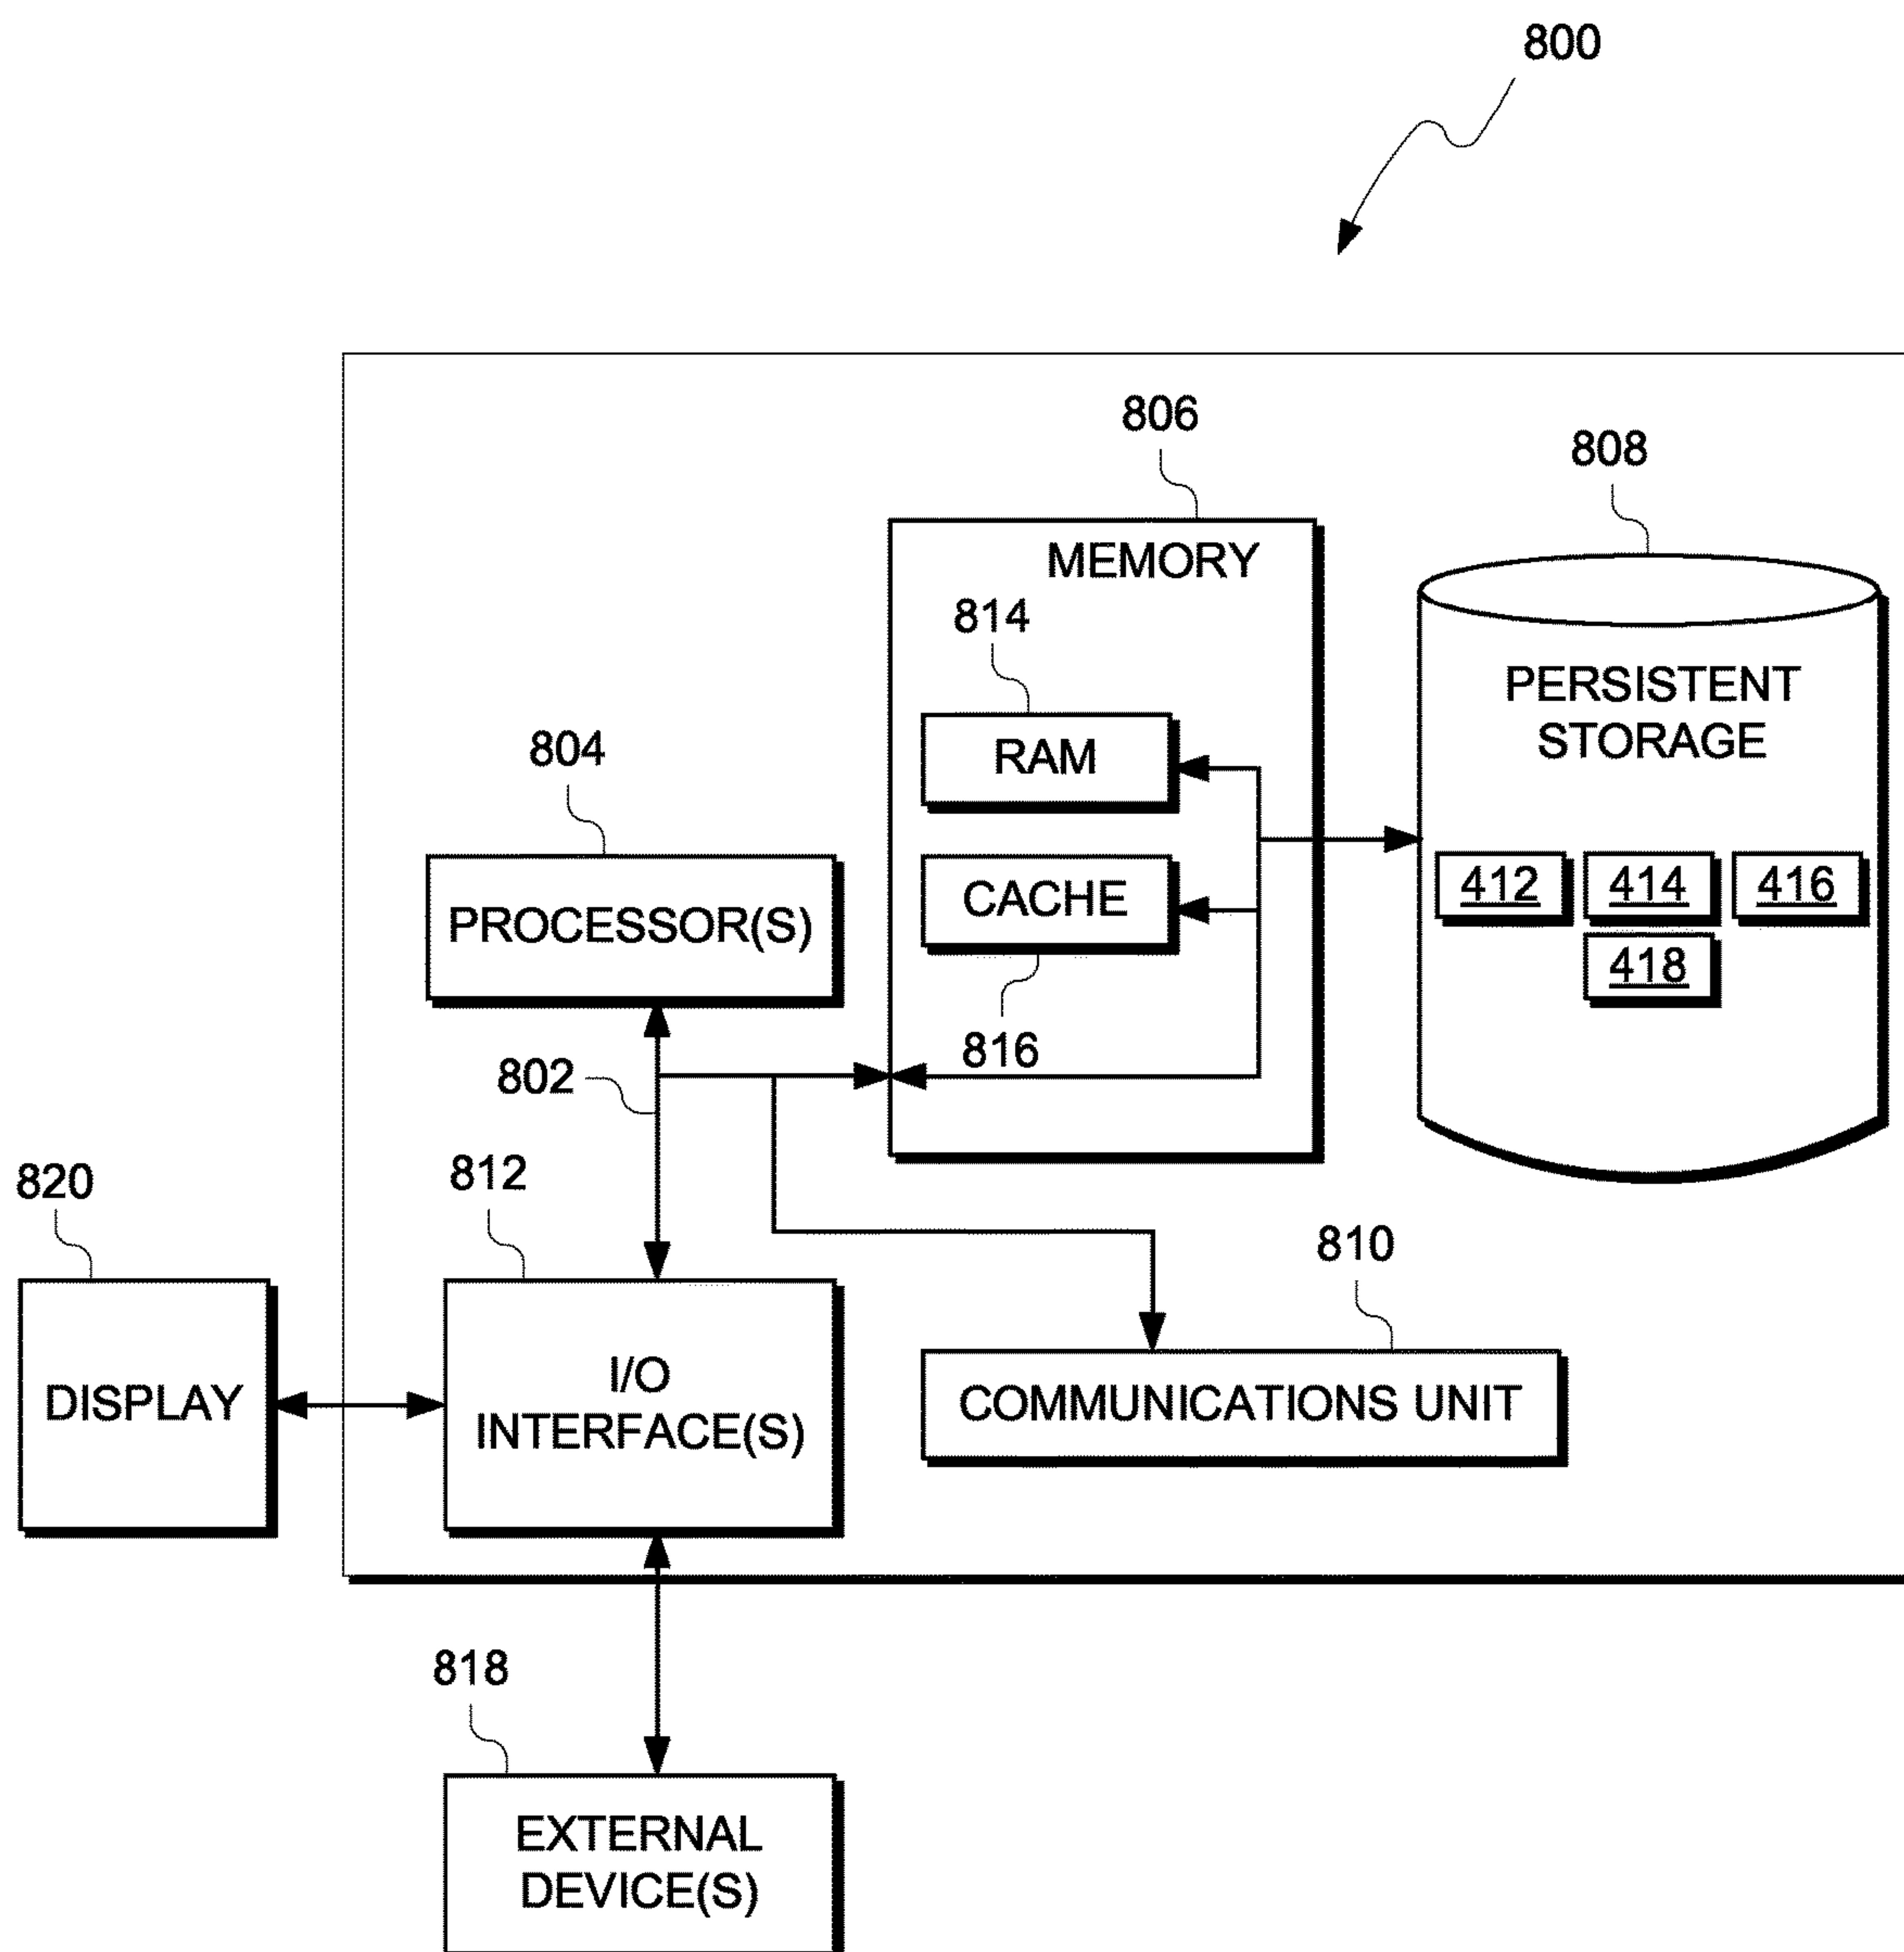 800
806
808
MEMORY
814
PERSISTENT
STORAGE
804
RAM
412 414 416
CACHE
PROCESSOR(S)
418
816
802
820
812
810
I/O
INTERFACE(S)
DISPLAY
COMMUNICATIONS UNIT
818
EXTERNAL
DEVICE(S)